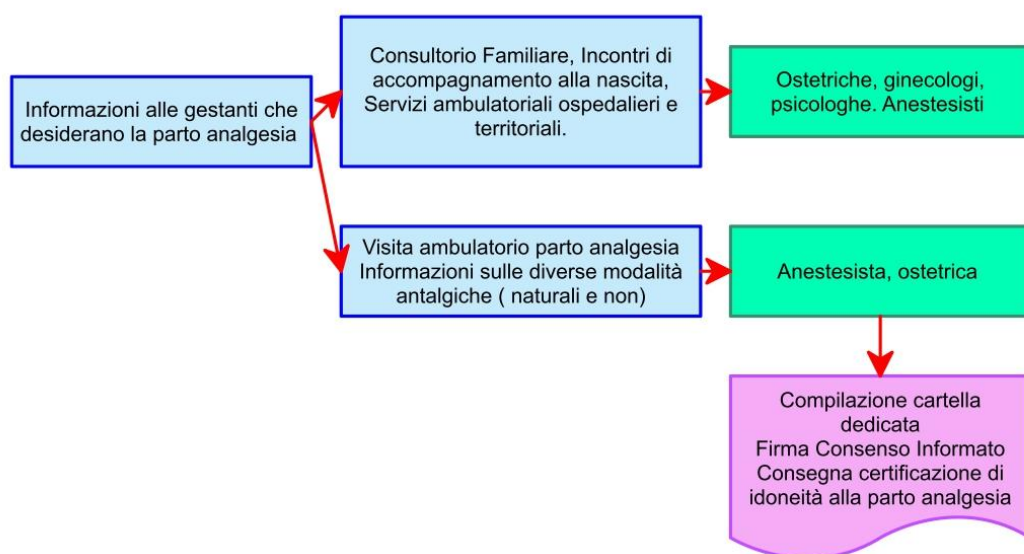 Informazioni alle gestanti che
desiderano la parto analgesia
Consultorio Familiare, Incontri di
accompagnamento alla nascita,
Servizi ambulatoriali ospedalieri e
territoriali.
Ostetriche, ginecologi,
psicologhe. Anestesisti
Visita ambulatorio parto analgesia
Informazioni sulle diverse modalità
antalgiche ( naturali e non)
Anestesista, ostetrica
Compilazione cartella
dedicata
Firma Consenso Informato
Consegna certificazione di
idoneità alla parto analgesia